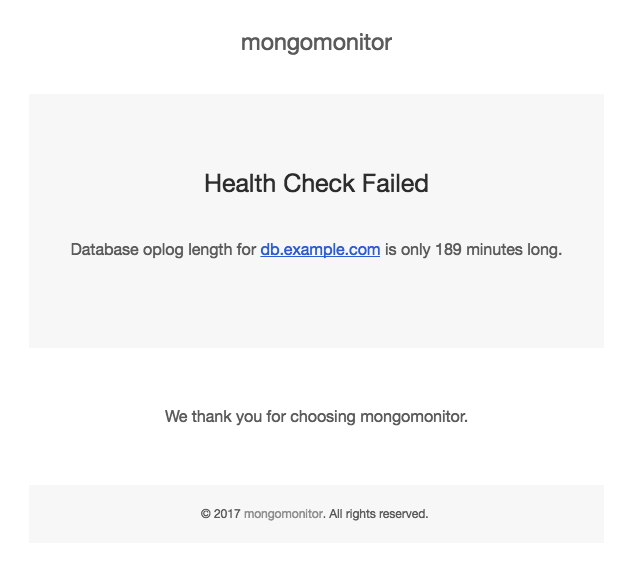 mongomonitor
Health Check Failed
Database oplog length for db.example.com is only 189 minutes long.
We thank you for choosing mongomonitor.
© 2017 mongomonitor. All rights reserved.